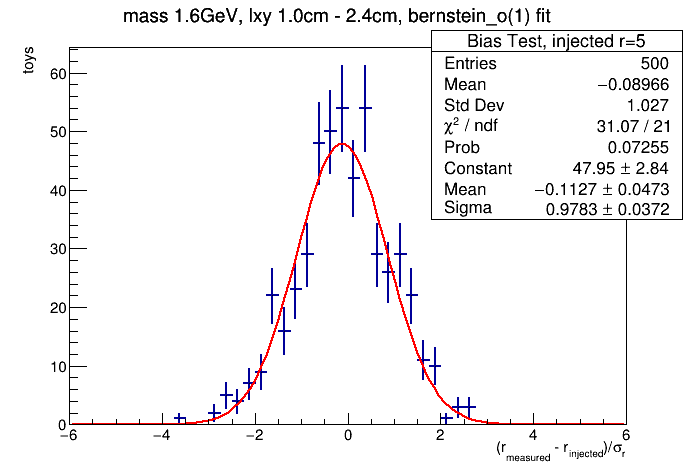 mass 1.6GeV, lxy 1.0cm - 2.4cm, bernstein_o(1) fit
toys
Bias Test, injected r=5
Entries 500
Mean −0.08966
Std Dev 1.027
χ² / ndf 31.07 / 21
Prob 0.07255
Constant 47.95 ± 2.84
Mean −0.1127 ± 0.0473
Sigma 0.9783 ± 0.0372
60
50
40
30
20
10
0
−6 −4 −2 0 2 4 6
(r_measured - r_injected)/σ_r